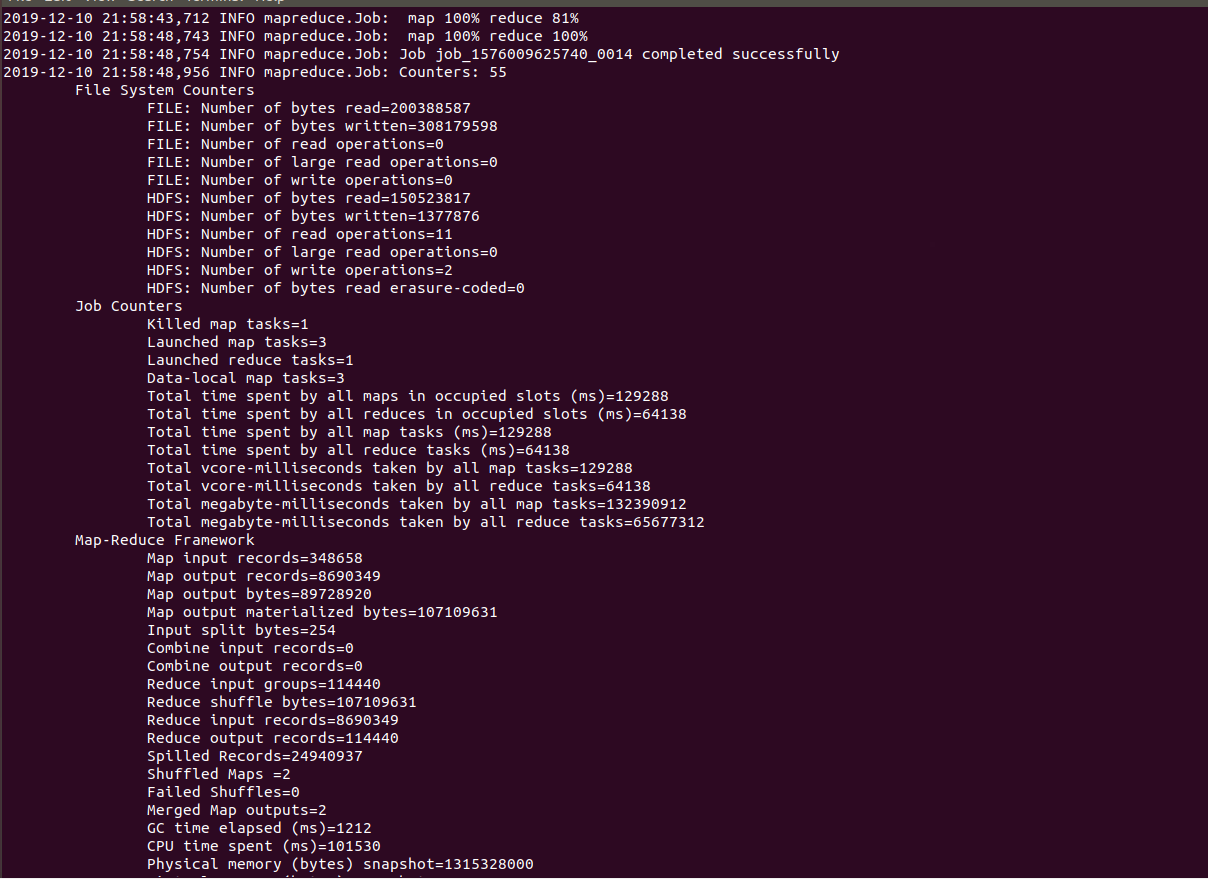 2019-12-10 21:58:43,712 INFO mapreduce.Job:  map 100% reduce 81%
2019-12-10 21:58:48,743 INFO mapreduce.Job:  map 100% reduce 100%
2019-12-10 21:58:48,754 INFO mapreduce.Job: Job job_1576009625740_0014 completed successfully
2019-12-10 21:58:48,956 INFO mapreduce.Job: Counters: 55
File System Counters
FILE: Number of bytes read=200388587
FILE: Number of bytes written=308179598
FILE: Number of read operations=0
FILE: Number of large read operations=0
FILE: Number of write operations=0
HDFS: Number of bytes read=150523817
HDFS: Number of bytes written=1377876
HDFS: Number of read operations=11
HDFS: Number of large read operations=0
HDFS: Number of write operations=2
HDFS: Number of bytes read erasure-coded=0
Job Counters
Killed map tasks=1
Launched map tasks=3
Launched reduce tasks=1
Data-local map tasks=3
Total time spent by all maps in occupied slots (ms)=129288
Total time spent by all reduces in occupied slots (ms)=64138
Total time spent by all map tasks (ms)=129288
Total time spent by all reduce tasks (ms)=64138
Total vcore-milliseconds taken by all map tasks=129288
Total vcore-milliseconds taken by all reduce tasks=64138
Total megabyte-milliseconds taken by all map tasks=132390912
Total megabyte-milliseconds taken by all reduce tasks=65677312
Map-Reduce Framework
Map input records=348658
Map output records=8690349
Map output bytes=89728920
Map output materialized bytes=107109631
Input split bytes=254
Combine input records=0
Combine output records=0
Reduce input groups=114440
Reduce shuffle bytes=107109631
Reduce input records=8690349
Reduce output records=114440
Spilled Records=24940937
Shuffled Maps =2
Failed Shuffles=0
Merged Map outputs=2
GC time elapsed (ms)=1212
CPU time spent (ms)=101530
Physical memory (bytes) snapshot=1315328000